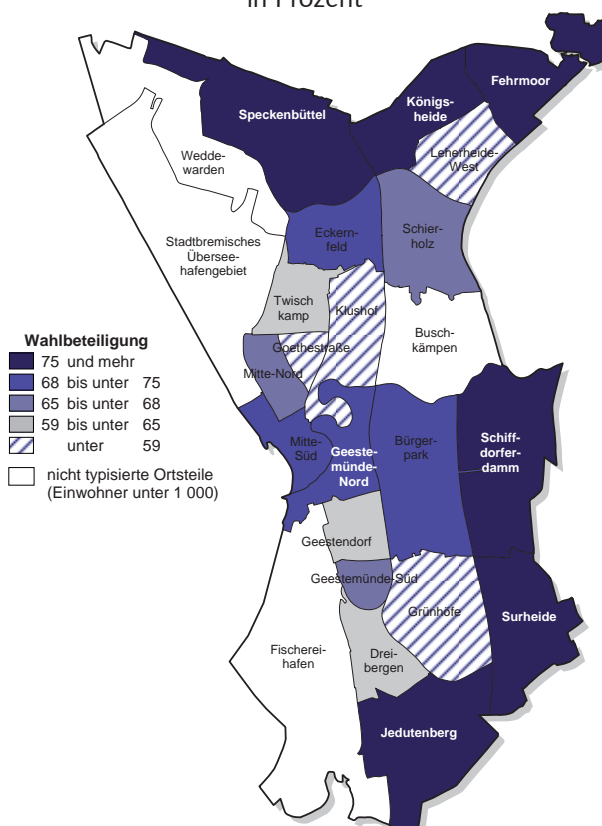 in Prozent
Fehrmoor
Königs-
heide
Speckenbüttel
Leherheide-
West
Wedde-
warden
Eckern-
feld
Schier-
holz
Stadtbremisches
Übersee-
hafengebiet
Twisch
kamp
Klushof
Busch-
kämpen
Goethestraße
Mitte-Nord
Wahlbeteiligung
75 und mehr
68 bis unter 75
65 bis unter 68
59 bis unter 65
unter 59
nicht typisierte Ortsteile
(Einwohner unter 1 000)
Mitte-
Süd
Geeste-
münde-
Nord
Bürger-
park
Schiff-
dorfer-
damm
Geestendorf
Geestemünde-Süd
Grünhöfe
Surheide
Fischerei-
hafen
Drei-
bergen
Jedutenberg